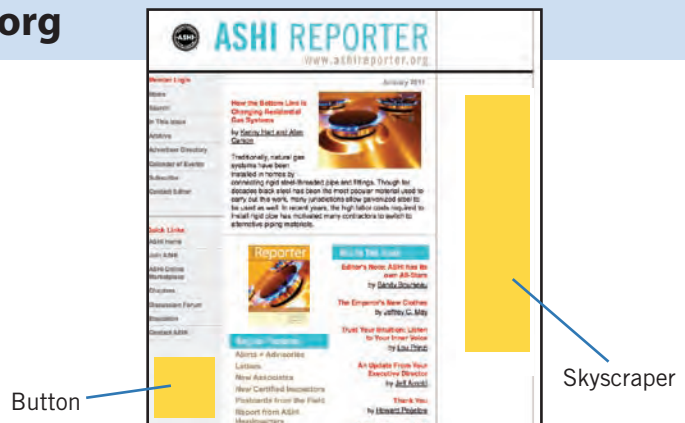 org
ASHI
ASHI REPORTER
www.ashireporter.org
January 2011
Member Login
Home
Search
In This Issue
Archive
Advertiser Directory
Calendar of Events
Subscribe
Contact Editor
Quick Links
ASHI Home
Join ASHI
ASHI Online
Marketplace
Chapters
Discussion Forum
Education
Contact ASHI
How the Bottom Line is
Changing Residential
Gas Systems
by Kenny Hart and Allen
Carson
Traditionally, natural gas
systems have been
installed in homes by
connecting rigid steel-threaded pipe and fittings. Though for
decades black steel has been the most popular material used to
carry out this work, many jurisdictions allow galvanized steel to
be used as well. In recent years, the high labor costs required to
install rigid pipe has motivated many contractors to switch to
alternative piping materials.
Reporter
Also In This Issue
Editor's Note: ASHI has its
own All-Stars
by Sandy Bourseau
The Emperor's New Clothes
by Jeffrey C. May
Trust Your Intuition: Listen
to Your Inner Voice
by Lou Prinzi
An Update From Your
Executive Director
by Jeff Arnold
Thank You
by Howard
Regular Features
Alerts + Advisories
Letters
New Associates
New Certified Inspectors
Postcards from the Field
Report from ASHI
Headquarters
Button
Skyscraper